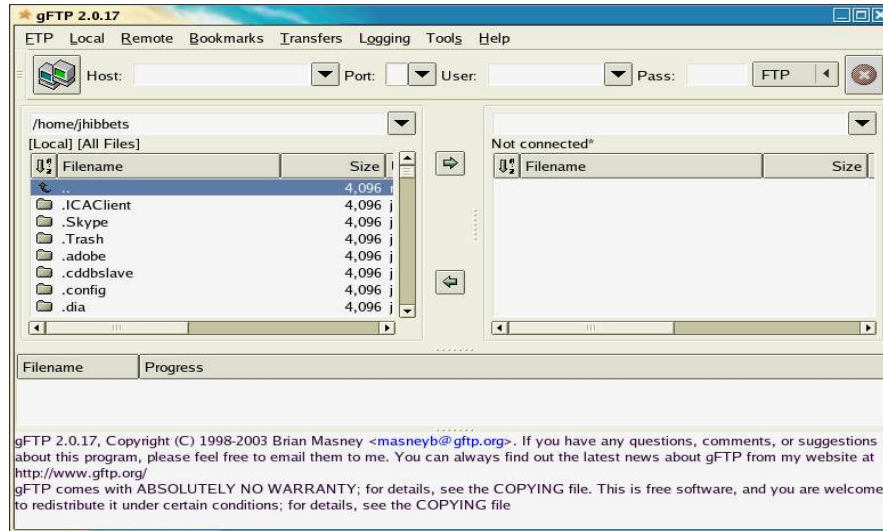 gFTP 2.0.17
FTP Local Remote Bookmarks Transfers Logging Tools Help
Host: Port: User: Pass: FTP
/home/jhibbets
[Local] [All Files]
Not connected*
Filename Size
Filename Size
.. 4,096
.ICAClient 4,096 j
.Skype 4,096 j
.Trash 4,096 j
.adobe 4,096 j
.cddbslave 4,096 j
.config 4,096 j
.dia 4,096 j
Filename Progress
gFTP 2.0.17, Copyright (C) 1998-2003 Brian Masney <masneyb@gftp.org>. If you have any questions, comments, or suggestions
about this program, please feel free to email them to me. You can always find out the latest news about gFTP from my website at
http://www.gftp.org/
gFTP comes with ABSOLUTELY NO WARRANTY; for details, see the COPYING file. This is free software, and you are welcome
to redistribute it under certain conditions; for details, see the COPYING file